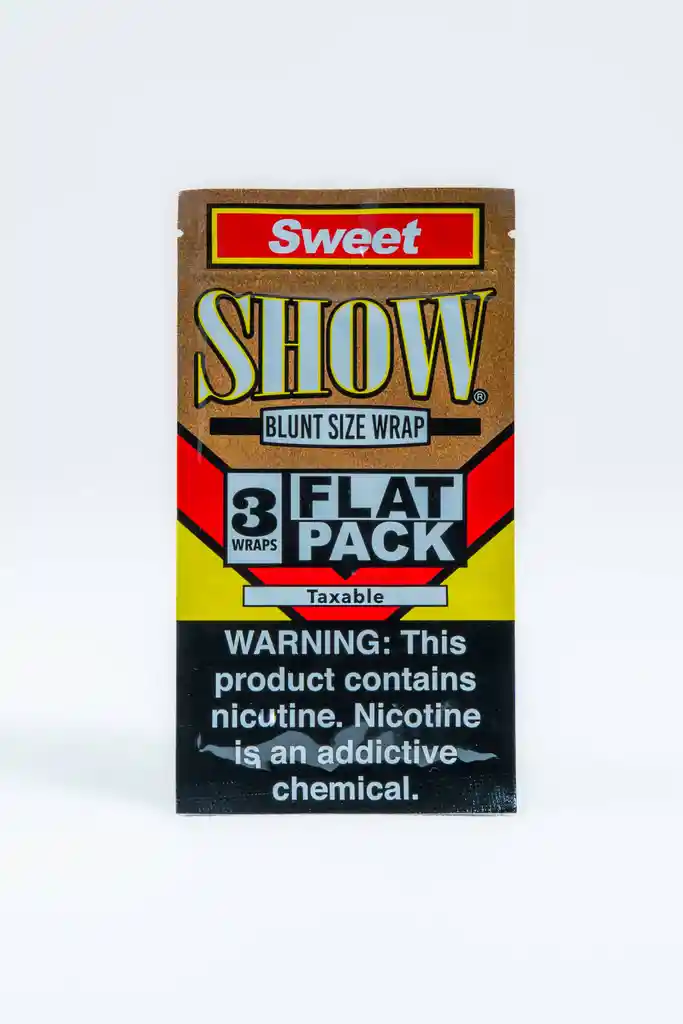 Sweet
SHOW®
BLUNT SIZE WRAP
3
WRAPS
FLAT
PACK
Taxable
WARNING: This
product contains
nicutine. Nicotine
is an addictive
chemical.